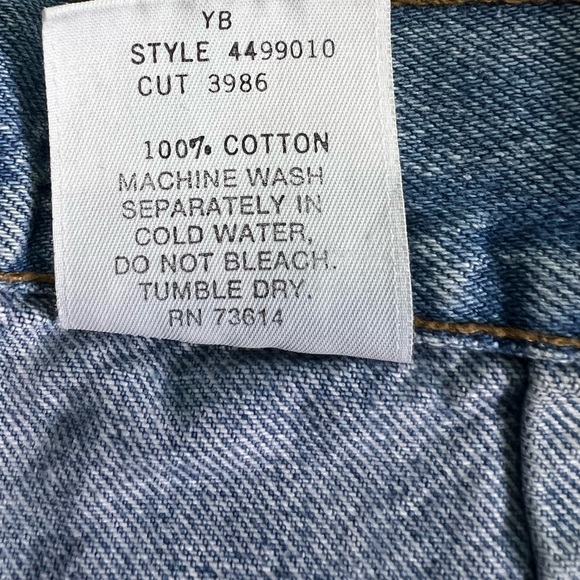 YB
STYLE 4499010
CUT 3986
100% COTTON
MACHINE WASH
SEPARATELY IN
COLD WATER,
DO NOT BLEACH.
TUMBLE DRY.
RN 73614